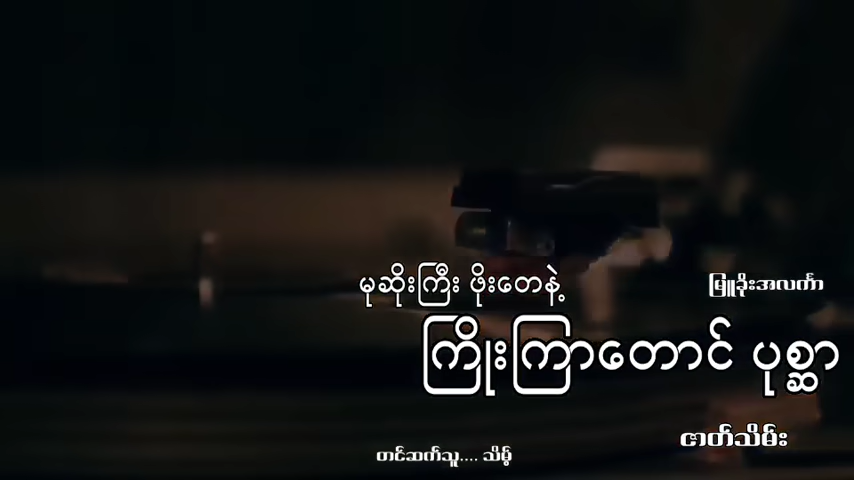 မုဆိုးကြီး ဖိုးတေနဲ့
မြူခိုးအလင်္ကာ
ကြိုးကြာတောင် ပုစ္ဆာ
ဇာတ်သိမ်း
တင်ဆက်သူ.... သိမ့်